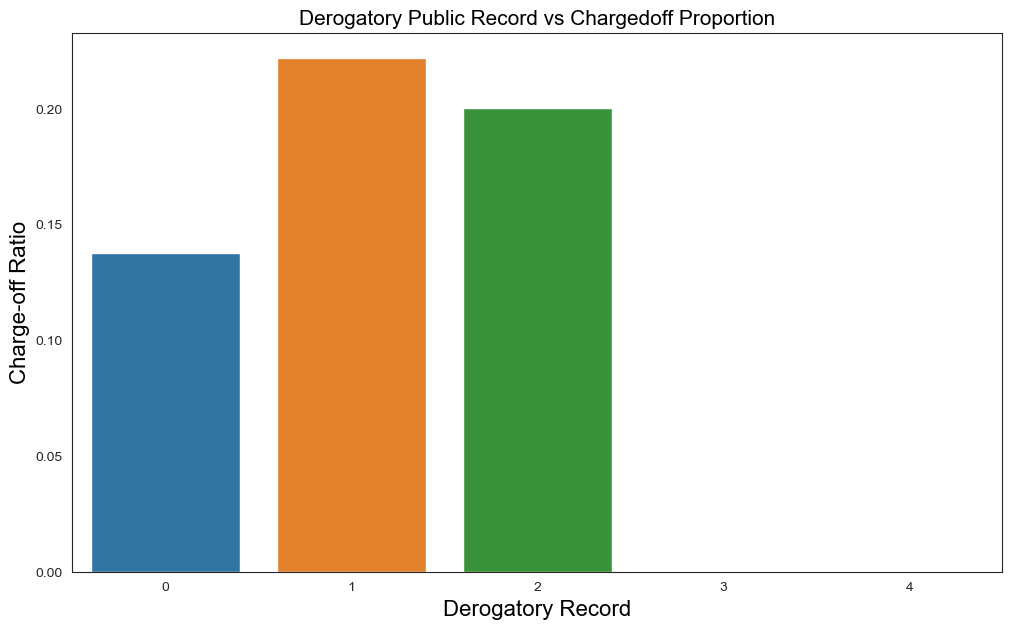 Derogatory Public Record vs Chargedoff Proportion
Charge-off Ratio
0.20
0.15
0.10
0.05
0.00
0 1 2 3 4
Derogatory Record